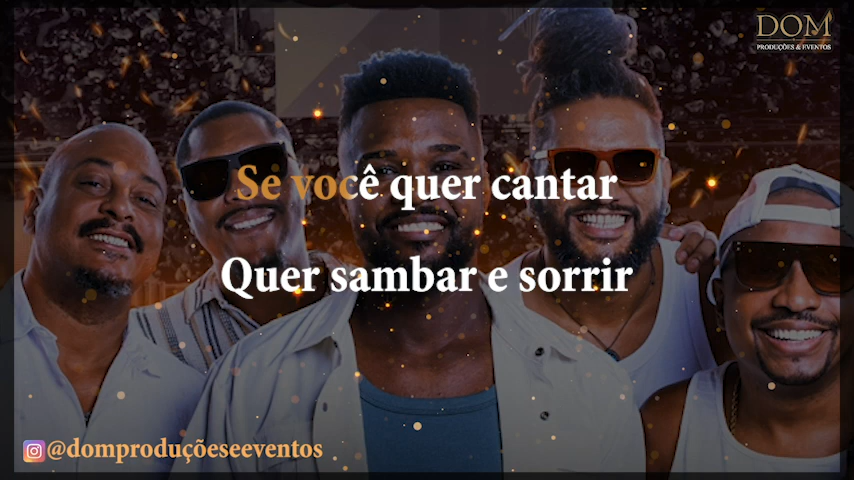 DOM
PRODUÇÕES & EVENTOS
Se você quer cantar
Quer sambar e sorrir
@domproduçõeseeventos